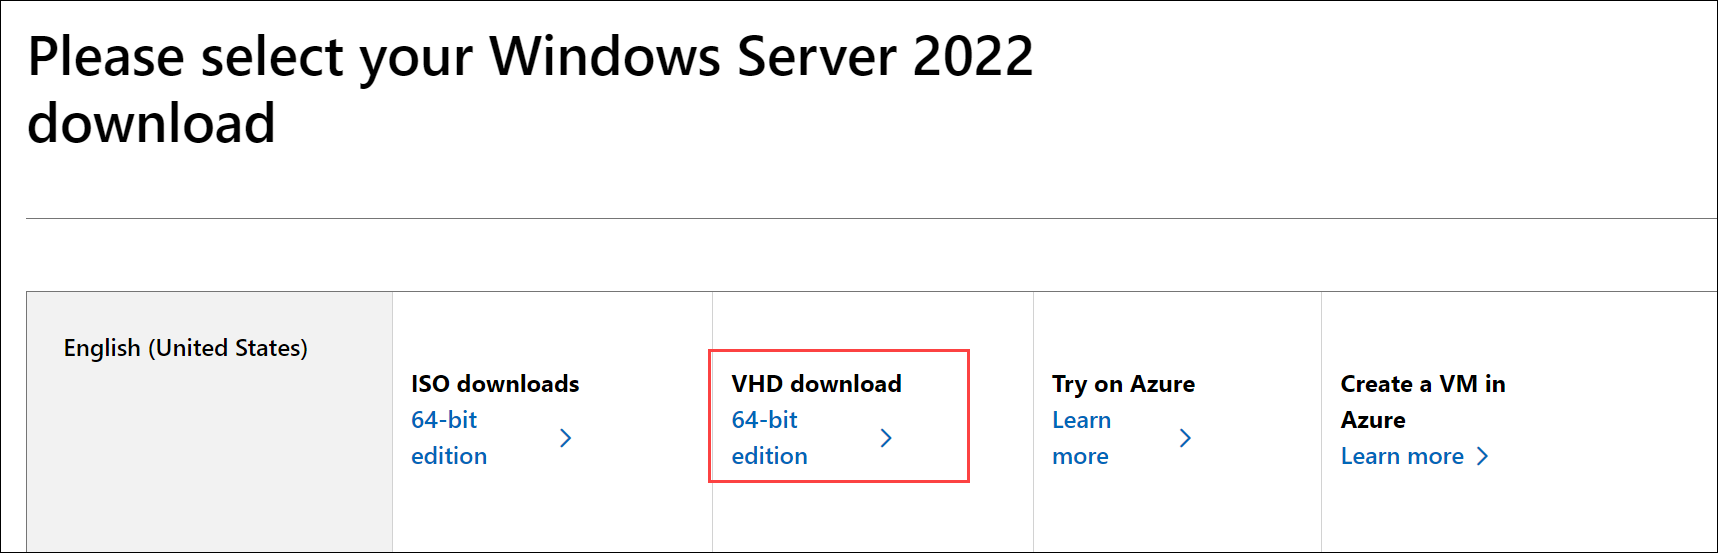 Please select your Windows Server 2022
download
English (United States)
ISO downloads
64-bit
edition
VHD download
64-bit
edition
Try on Azure
Learn
more
Create a VM in
Azure
Learn more